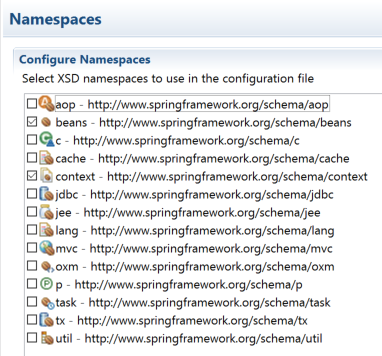 Namespaces
Configure Namespaces
Select XSD namespaces to use in the configuration file
aop - http://www.springframework.org/schema/aop
beans - http://www.springframework.org/schema/beans
c - http://www.springframework.org/schema/c
cache - http://www.springframework.org/schema/cache
context - http://www.springframework.org/schema/context
jdbc - http://www.springframework.org/schema/jdbc
jee - http://www.springframework.org/schema/jee
lang - http://www.springframework.org/schema/lang
mvc - http://www.springframework.org/schema/mvc
oxm - http://www.springframework.org/schema/oxm
p - http://www.springframework.org/schema/p
task - http://www.springframework.org/schema/task
tx - http://www.springframework.org/schema/tx
util - http://www.springframework.org/schema/util